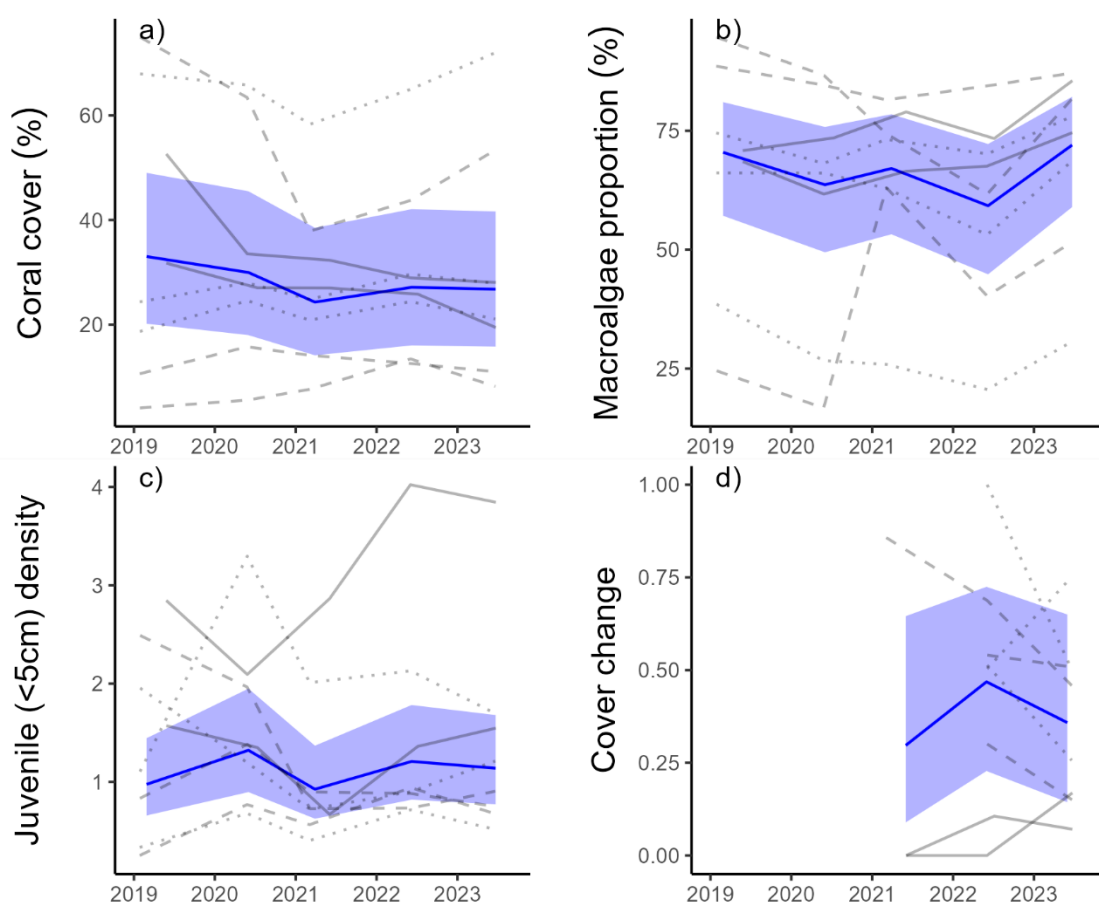 a)
Coral cover (%)
60
40
20
2019 2020 2021 2022 2023
b)
Macroalgae proportion (%)
75
50
25
2019 2020 2021 2022 2023
c)
Juvenile (<5cm) density
4
3
2
1
2019 2020 2021 2022 2023
d)
Cover change
1.00
0.75
0.50
0.25
0.00
2019 2020 2021 2022 2023